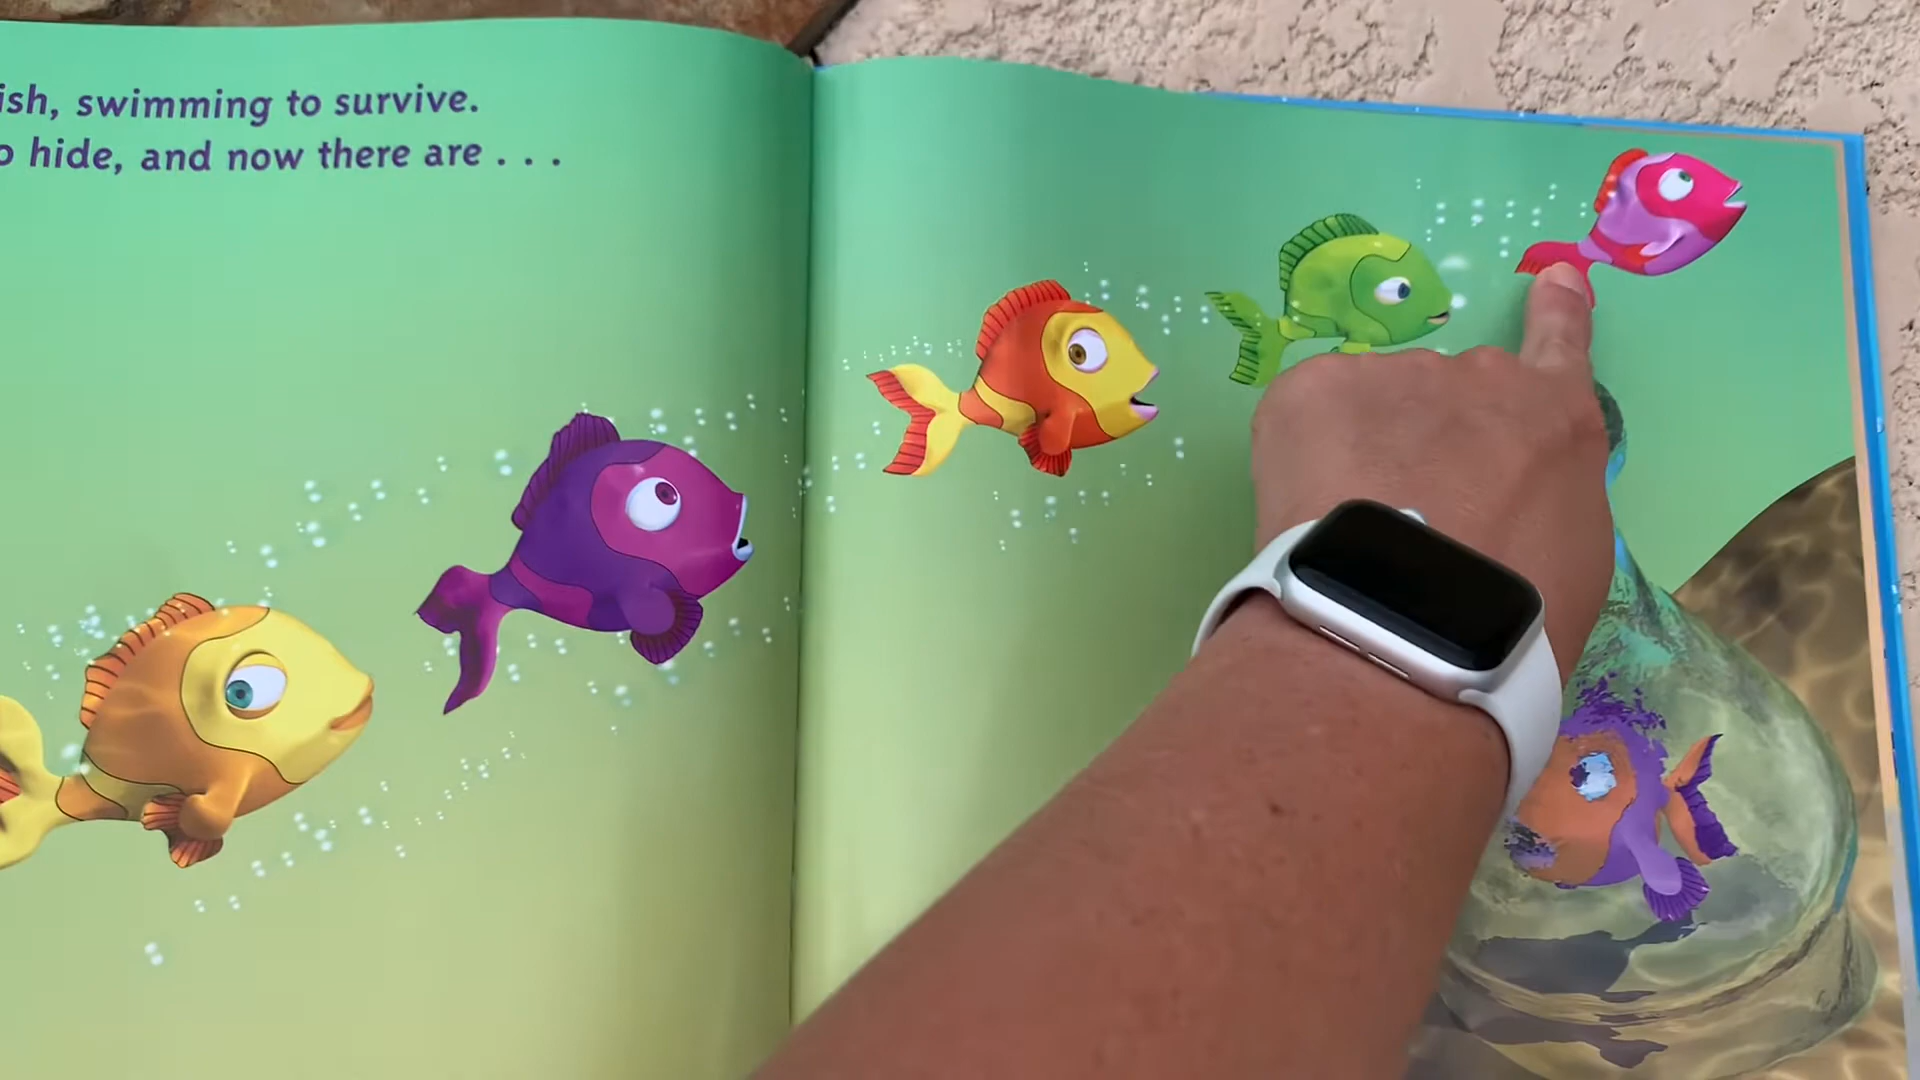 ish, swimming to survive.
o hide, and now there are . . .